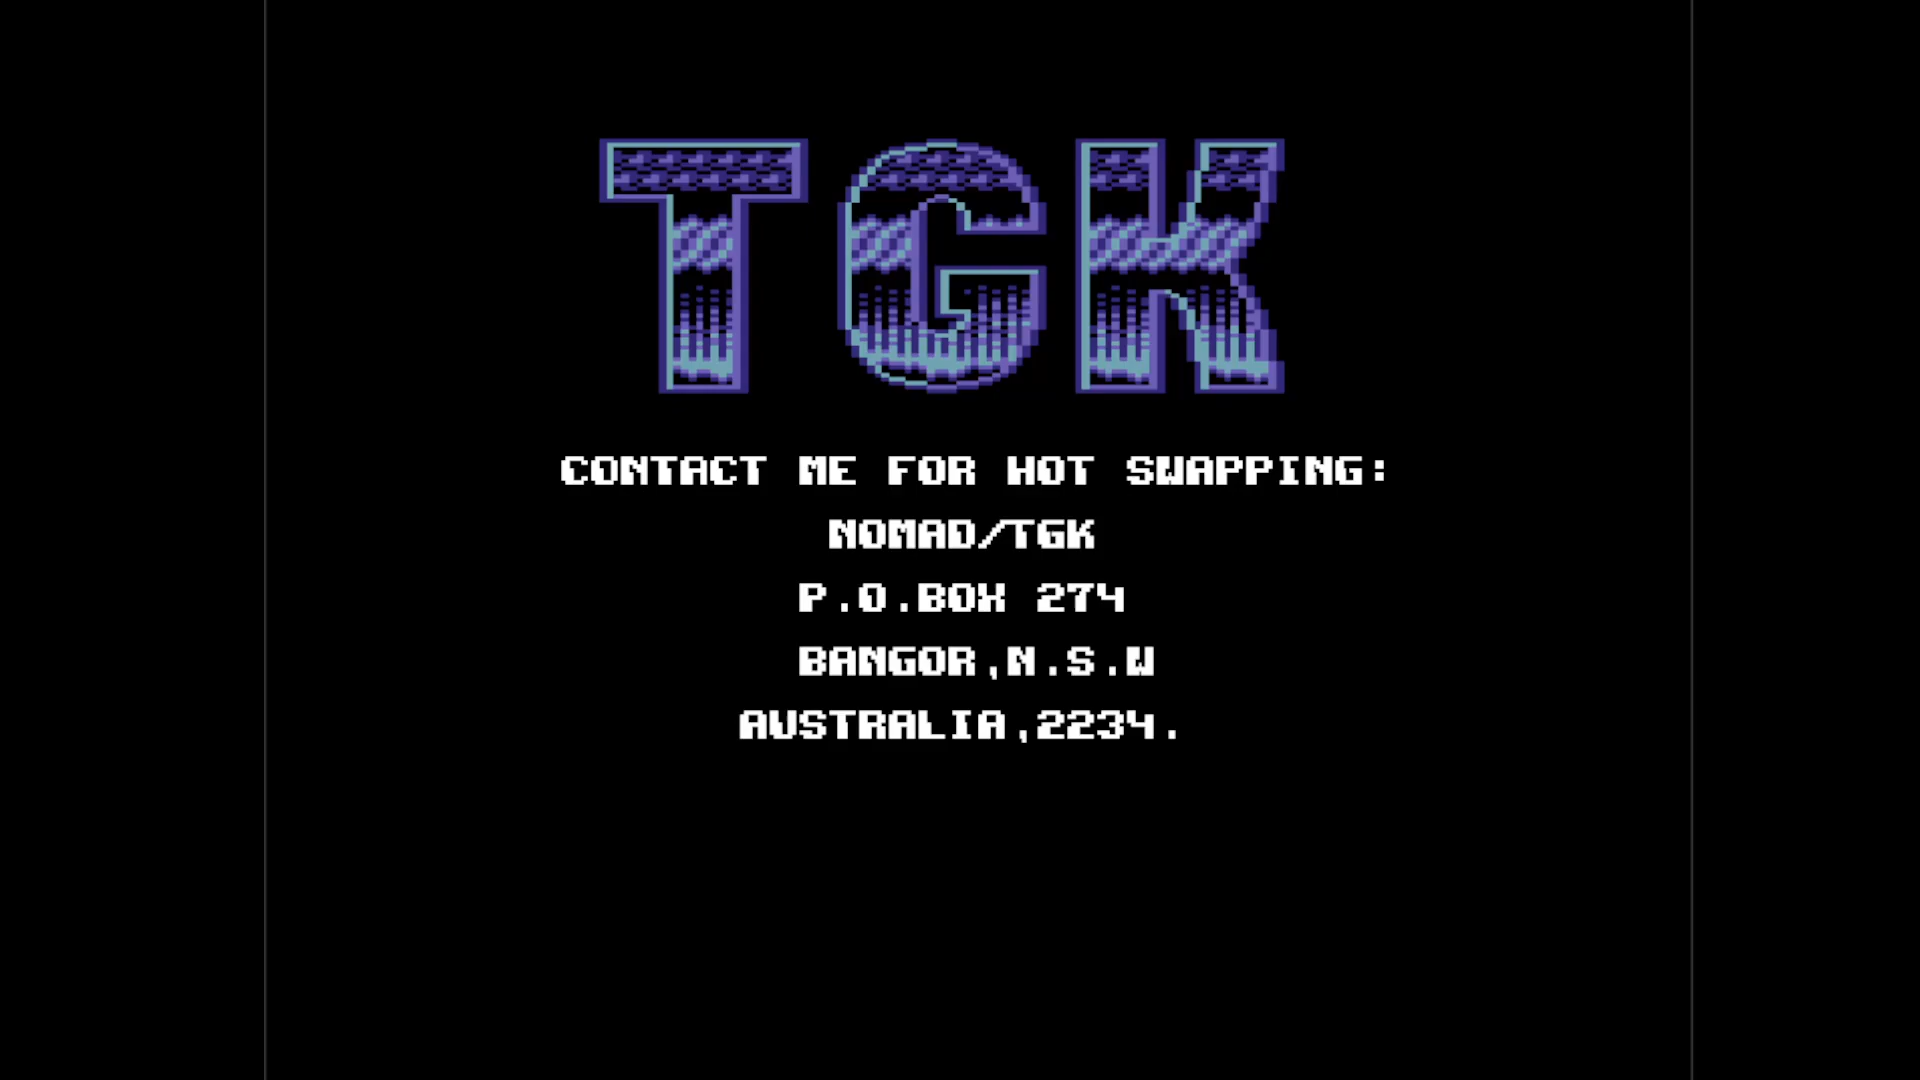 TGK
CONTACT ME FOR HOT SWAPPING:
NOMAD/TGK
P.O.BOX 274
BANGOR,N.S.W
AUSTRALIA,2234.